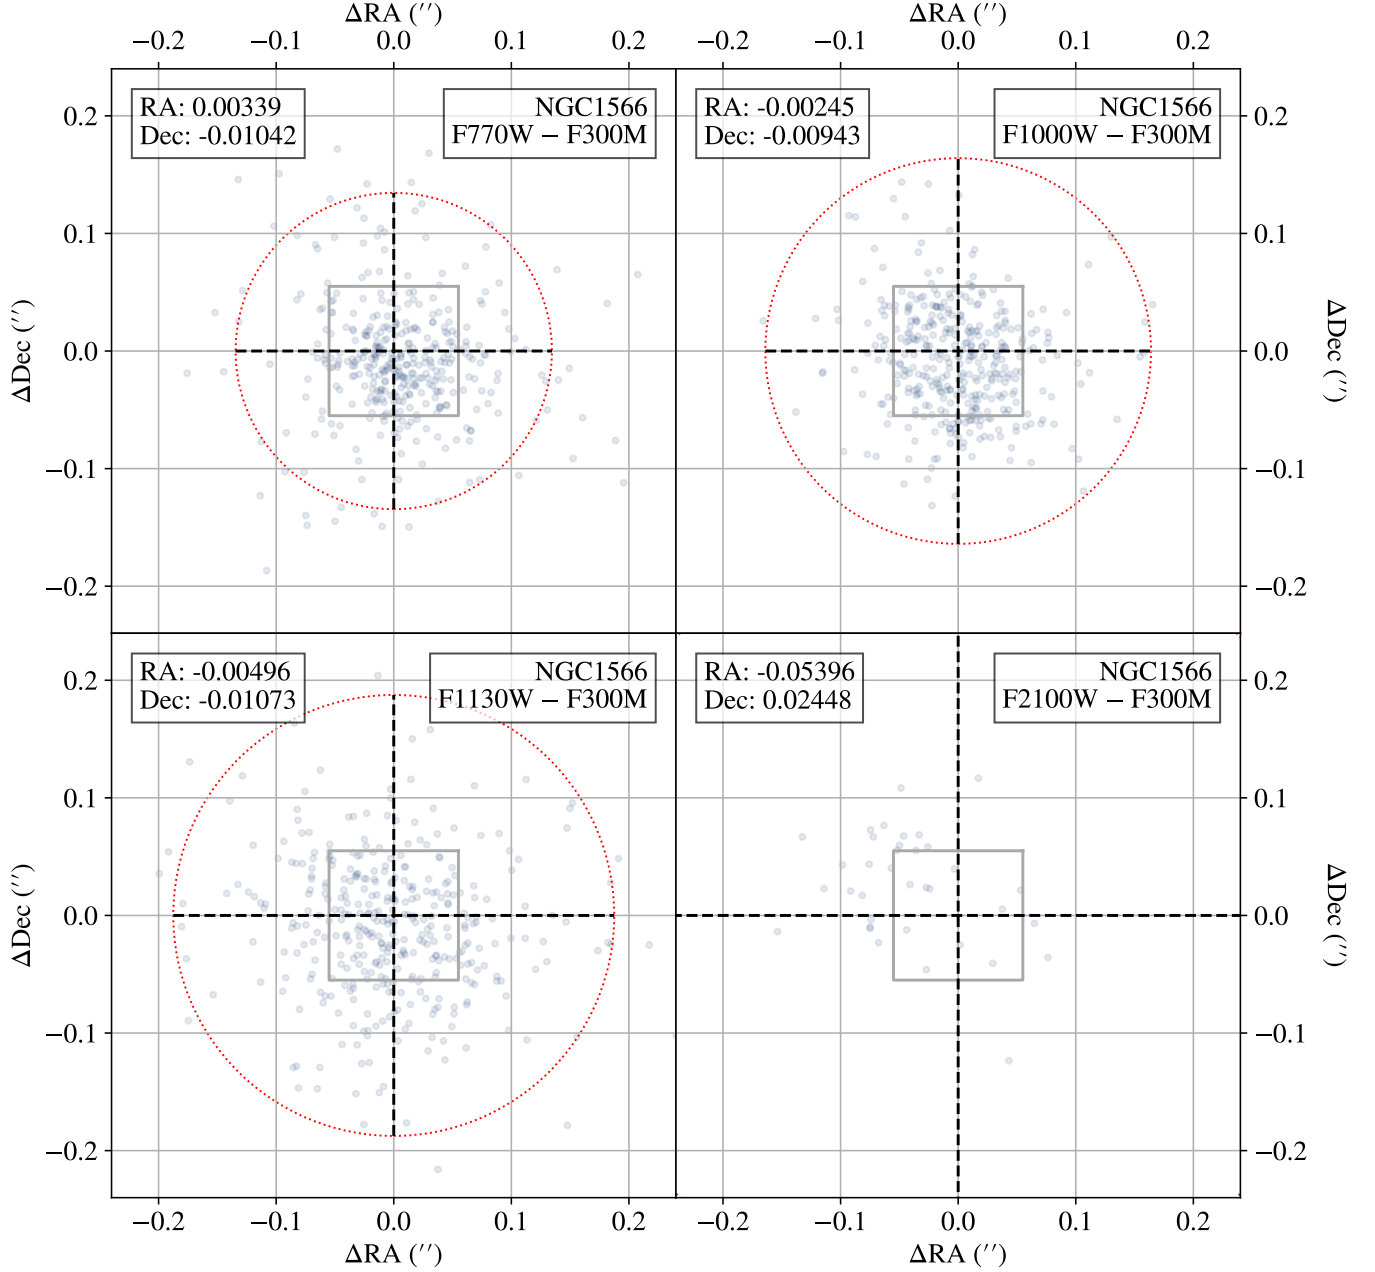 ΔRA (′′) ΔRA (′′)
−0.2 −0.1 0.0 0.1 0.2 −0.2 −0.1 0.0 0.1 0.2
RA: 0.00339
Dec: -0.01042
NGC1566
F770W − F300M
RA: -0.00245
Dec: -0.00943
NGC1566
F1000W − F300M
0.2
0.1
0.0
−0.1
−0.2
ΔDec (′′)
0.2
0.1
0.0
−0.1
−0.2
ΔDec (′′)
RA: -0.00496
Dec: -0.01073
NGC1566
F1130W − F300M
RA: -0.05396
Dec: 0.02448
NGC1566
F2100W − F300M
0.2
0.1
0.0
−0.1
−0.2
ΔDec (′′)
0.2
0.1
0.0
−0.1
−0.2
ΔDec (′′)
−0.2 −0.1 0.0 0.1 0.2 −0.2 −0.1 0.0 0.1 0.2
ΔRA (′′) ΔRA (′′)